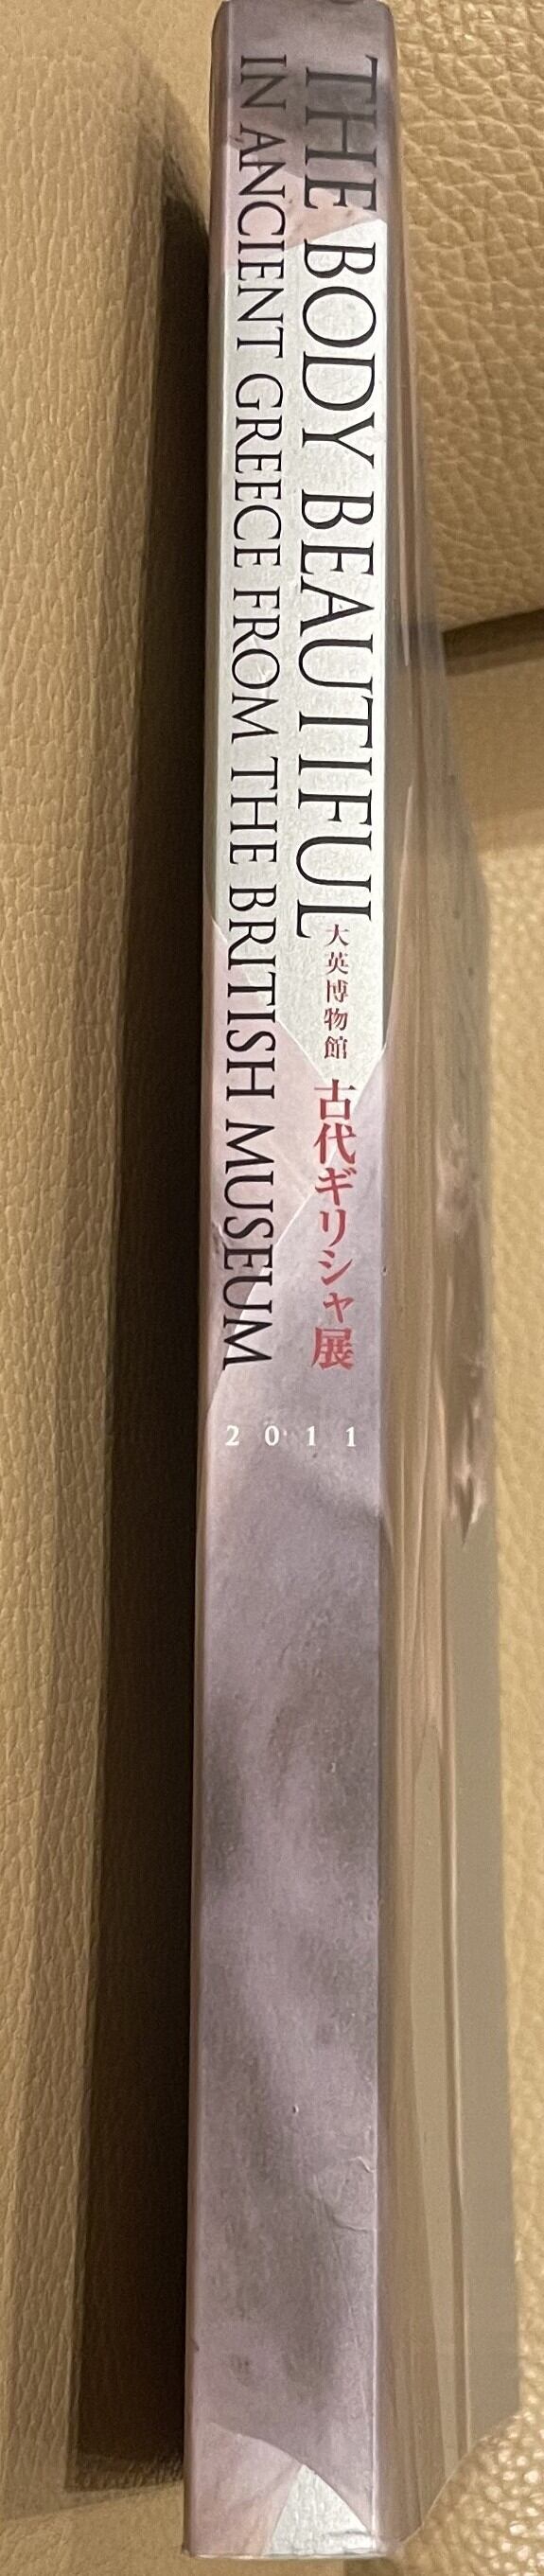 THE BODY BEAUTIFUL
IN ANCIENT GREECE FROM THE BRITISH MUSEUM
大英博物館 古代ギリシャ展
2011